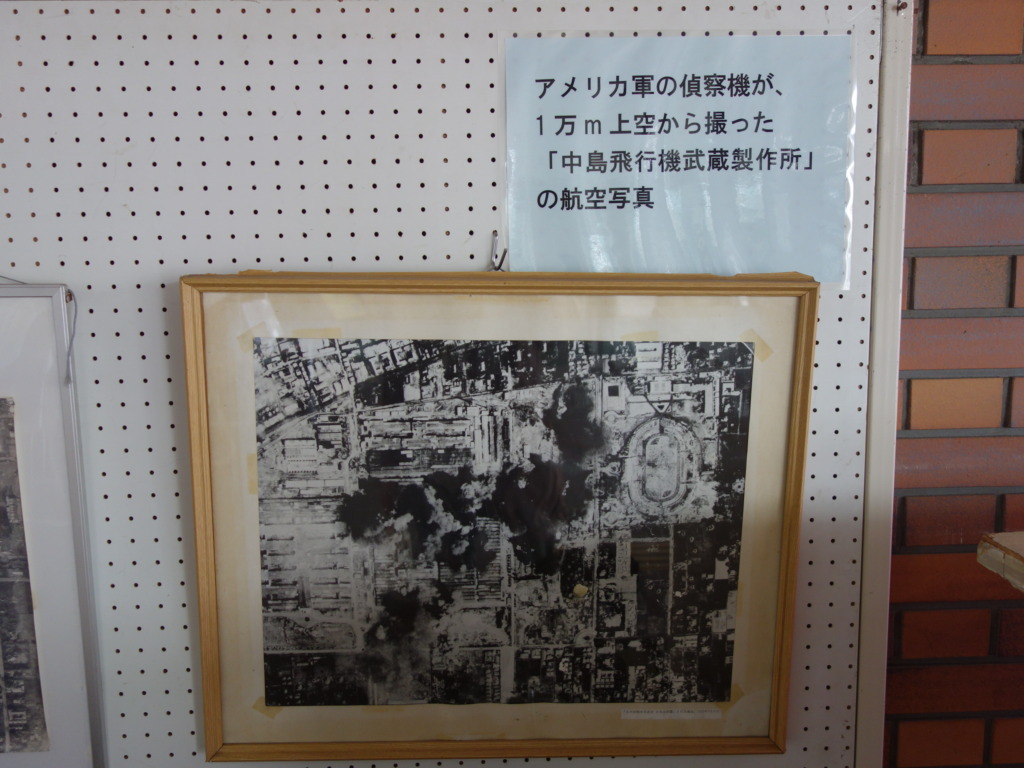 アメリカ軍の偵察機が、
1万m上空から撮った
「中島飛行機武蔵製作所」
の航空写真